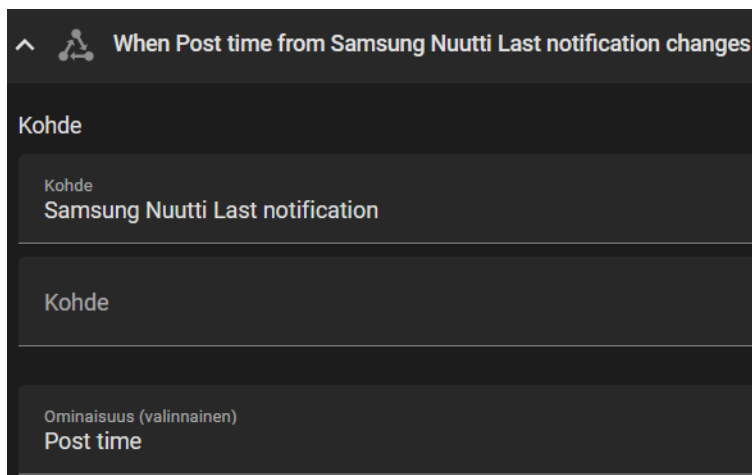 When Post time from Samsung Nuutti Last notification changes
Kohde
Kohde
Samsung Nuutti Last notification
Kohde
Ominaisuus (valinnainen)
Post time